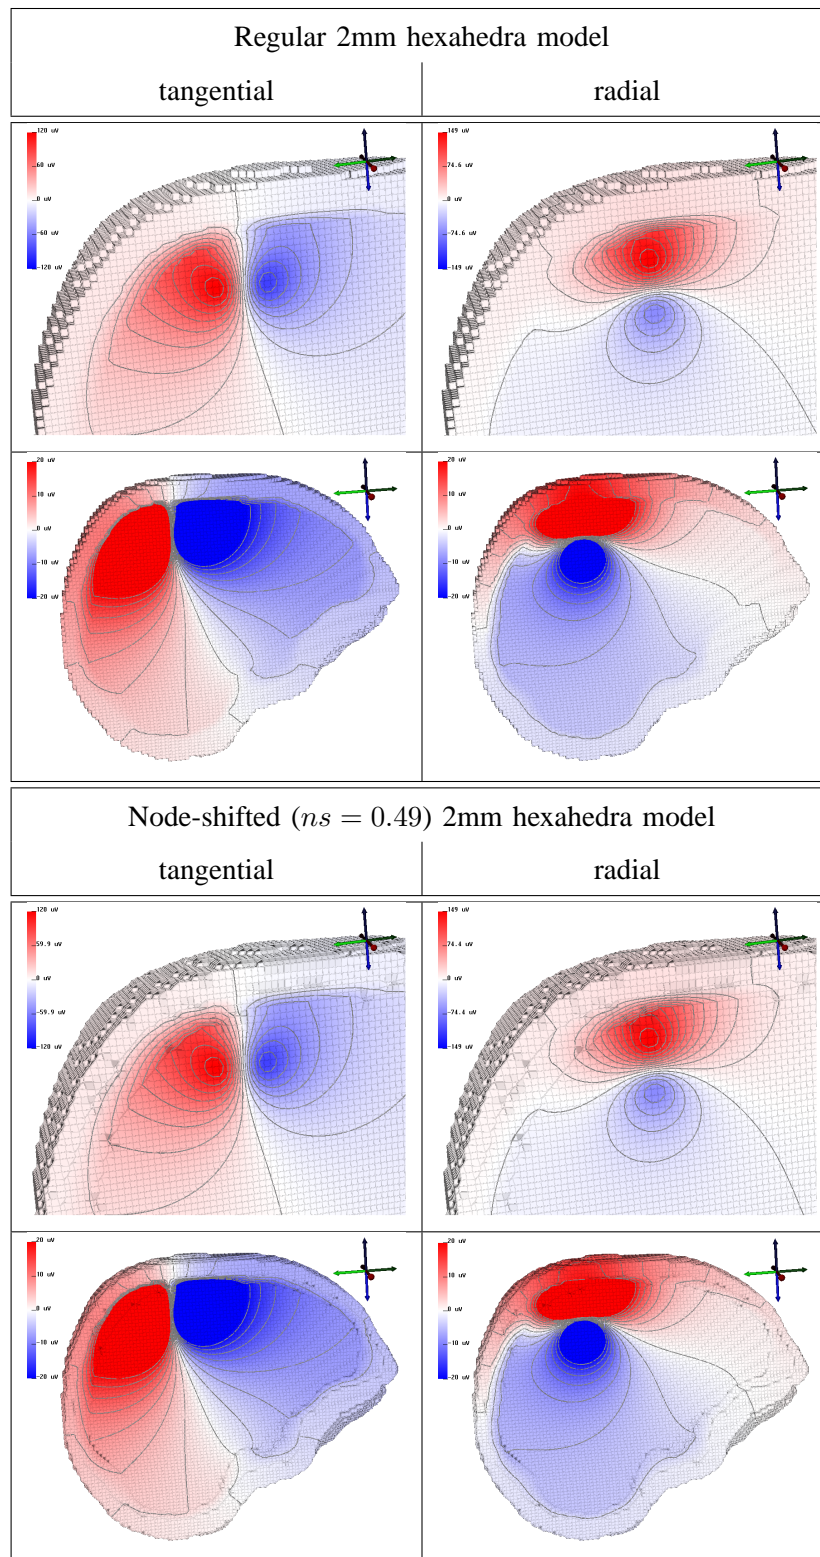 Regular 2mm hexahedra model
tangential radial
120 uV
60 uV
0 uV
-60 uV
-120 uV
149 uV
74.6 uV
0 uV
-74.6 uV
-149 uV
20 uV
10 uV
0 uV
-10 uV
-20 uV
20 uV
10 uV
0 uV
-10 uV
-20 uV
Node-shifted (ns = 0.49) 2mm hexahedra model
tangential radial
120 uV
59.9 uV
0 uV
-59.9 uV
-120 uV
149 uV
74.4 uV
0 uV
-74.4 uV
-149 uV
20 uV
10 uV
0 uV
-10 uV
-20 uV
20 uV
10 uV
0 uV
-10 uV
-20 uV